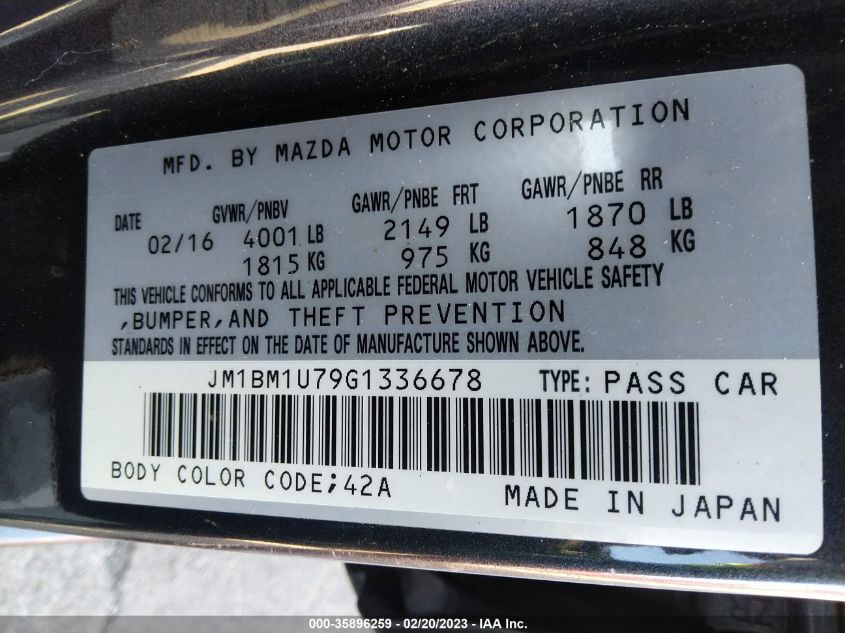 MFD. BY MAZDA MOTOR CORPORATION
DATE GVWR/PNBV GAWR/PNBE FRT GAWR/PNBE RR
02/16 4001 LB 2149 LB 1870 LB
1815 KG 975 KG 848 KG
THIS VEHICLE CONFORMS TO ALL APPLICABLE FEDERAL MOTOR VEHICLE SAFETY
,BUMPER,AND THEFT PREVENTION
STANDARDS IN EFFECT ON THE DATE OF MANUFACTURE SHOWN ABOVE.
JM1BM1U79G1336678 TYPE: PASS CAR
BODY COLOR CODE;42A
MADE IN JAPAN
000-35896259 - 02/20/2023 - IAA Inc.